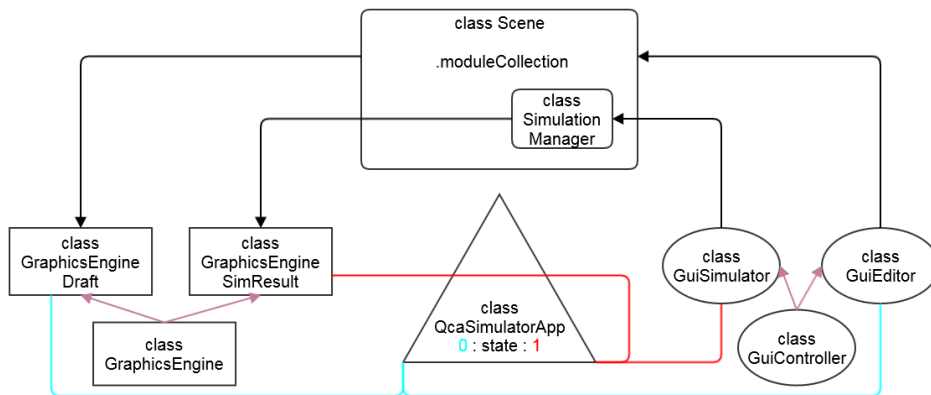 class Scene
.moduleCollection
class
Simulation
Manager
class
GraphicsEngine
Draft
class
GraphicsEngine
SimResult
class
GuiSimulator
class
GuiEditor
class
QcaSimulatorApp
0 : state : 1
class
GraphicsEngine
class
GuiController